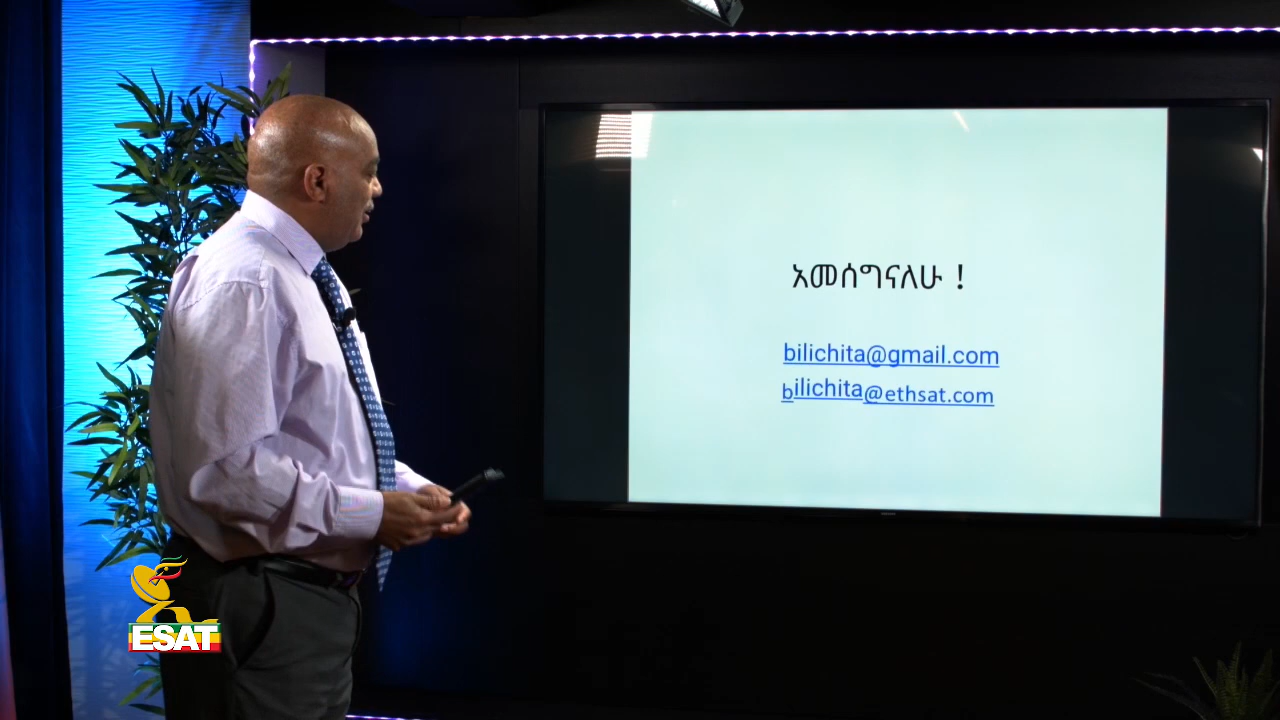 አመሰግናለሁ !
bilichita@gmail.com
bilichita@ethsat.com
ESAT